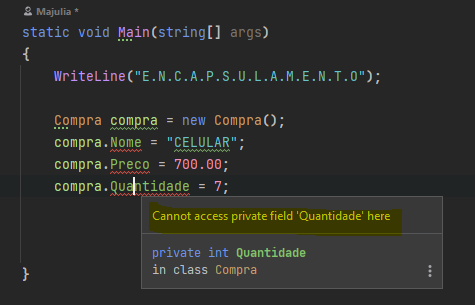 Majulia *
static void Main(string[] args)
{
WriteLine("E.N.C.A.P.S.U.L.A.M.E.N.T.O");
Compra compra = new Compra();
compra.Nome = "CELULAR";
compra.Preco = 700.00;
compra.Quantidade = 7;
Cannot access private field 'Quantidade' here
private int Quantidade
in class Compra
}